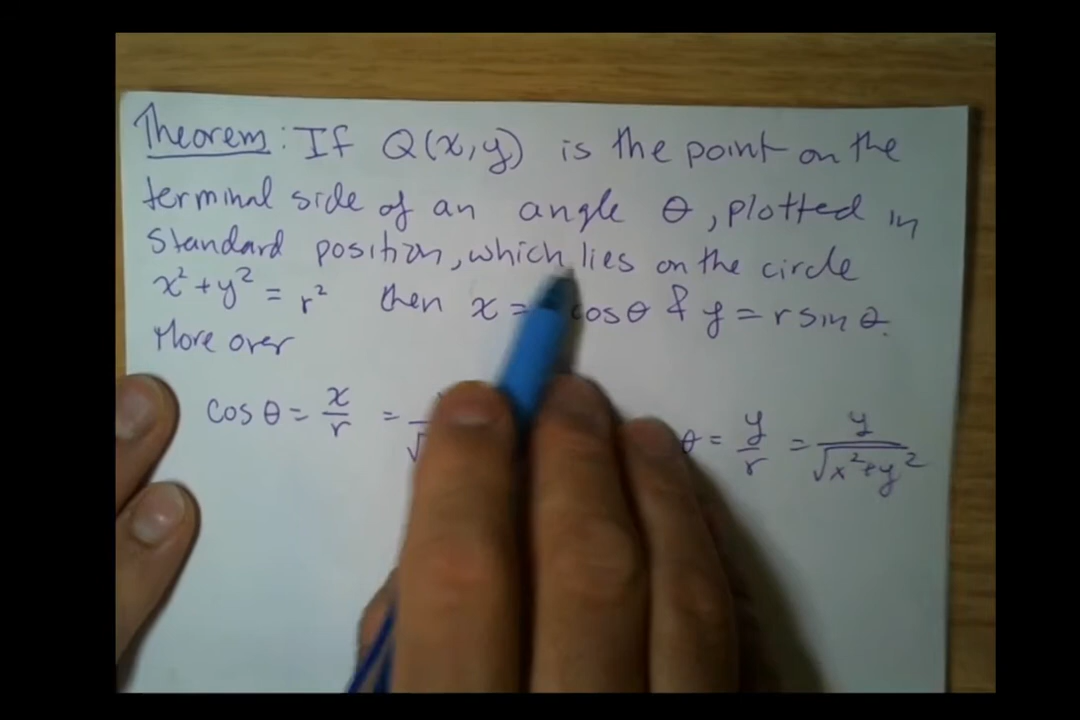 Theorem: If Q(x,y) is the point on the
terminal side of an angle θ, plotted in
standard position, which lies on the circle
x² + y² = r² then x = cosθ & y = r sin θ.
More over
cos θ = x/r = θ = y/r = y/√(x²+y²)